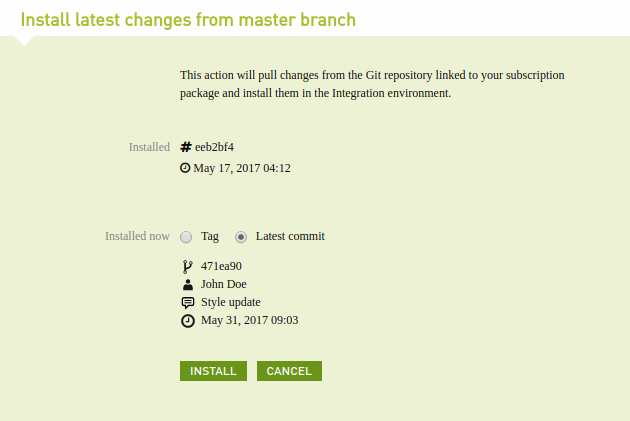 Install latest changes from master branch
This action will pull changes from the Git repository linked to your subscription
package and install them in the Integration environment.
Installed # eeb2bf4
May 17, 2017 04:12
Installed now Tag Latest commit
471ea90
John Doe
Style update
May 31, 2017 09:03
INSTALL CANCEL